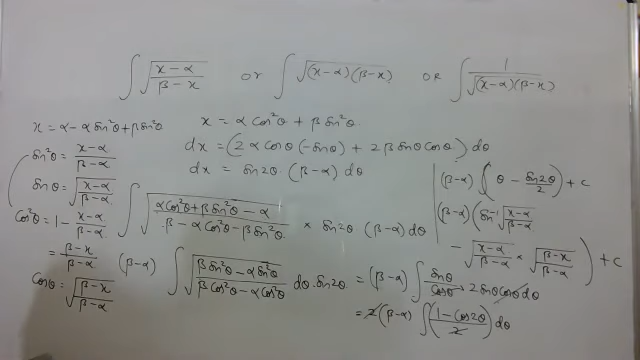 ∫ √((x-α)/(β-x)) or ∫ √((x-α)(β-x)) OR ∫ 1/√((x-α)(β-x))
x = α cos²θ + β sin²θ
dx = (2α cosθ(-sinθ) + 2β sinθ cosθ) dθ
dx = sin2θ · (β-α) dθ
x = α - α sin²θ + β sin²θ
sin²θ = (x-α)/(β-α)
sinθ = √((x-α)/(β-α))
cos²θ = 1 - (x-α)/(β-α)
= (β-x)/(β-α)
cosθ = √((β-x)/(β-α))
∫ √((α cos²θ + β sin²θ - α)/(β - α cos²θ - β sin²θ)) × sin2θ · (β-α) dθ
(β-α) ∫ √((β sin²θ - α sin²θ)/(β cos²θ - α cos²θ)) dθ · sin2θ
= (β-α) ∫ sinθ/cosθ · 2 sinθ cosθ dθ
= 2(β-α) ∫ ((1 - cos2θ)/2) dθ
(β-α) (θ - sin2θ/2) + c
(β-α) (sin⁻¹ √((x-α)/(β-α))
- √((x-α)/(β-α)) × √((β-x)/(β-α))) + c